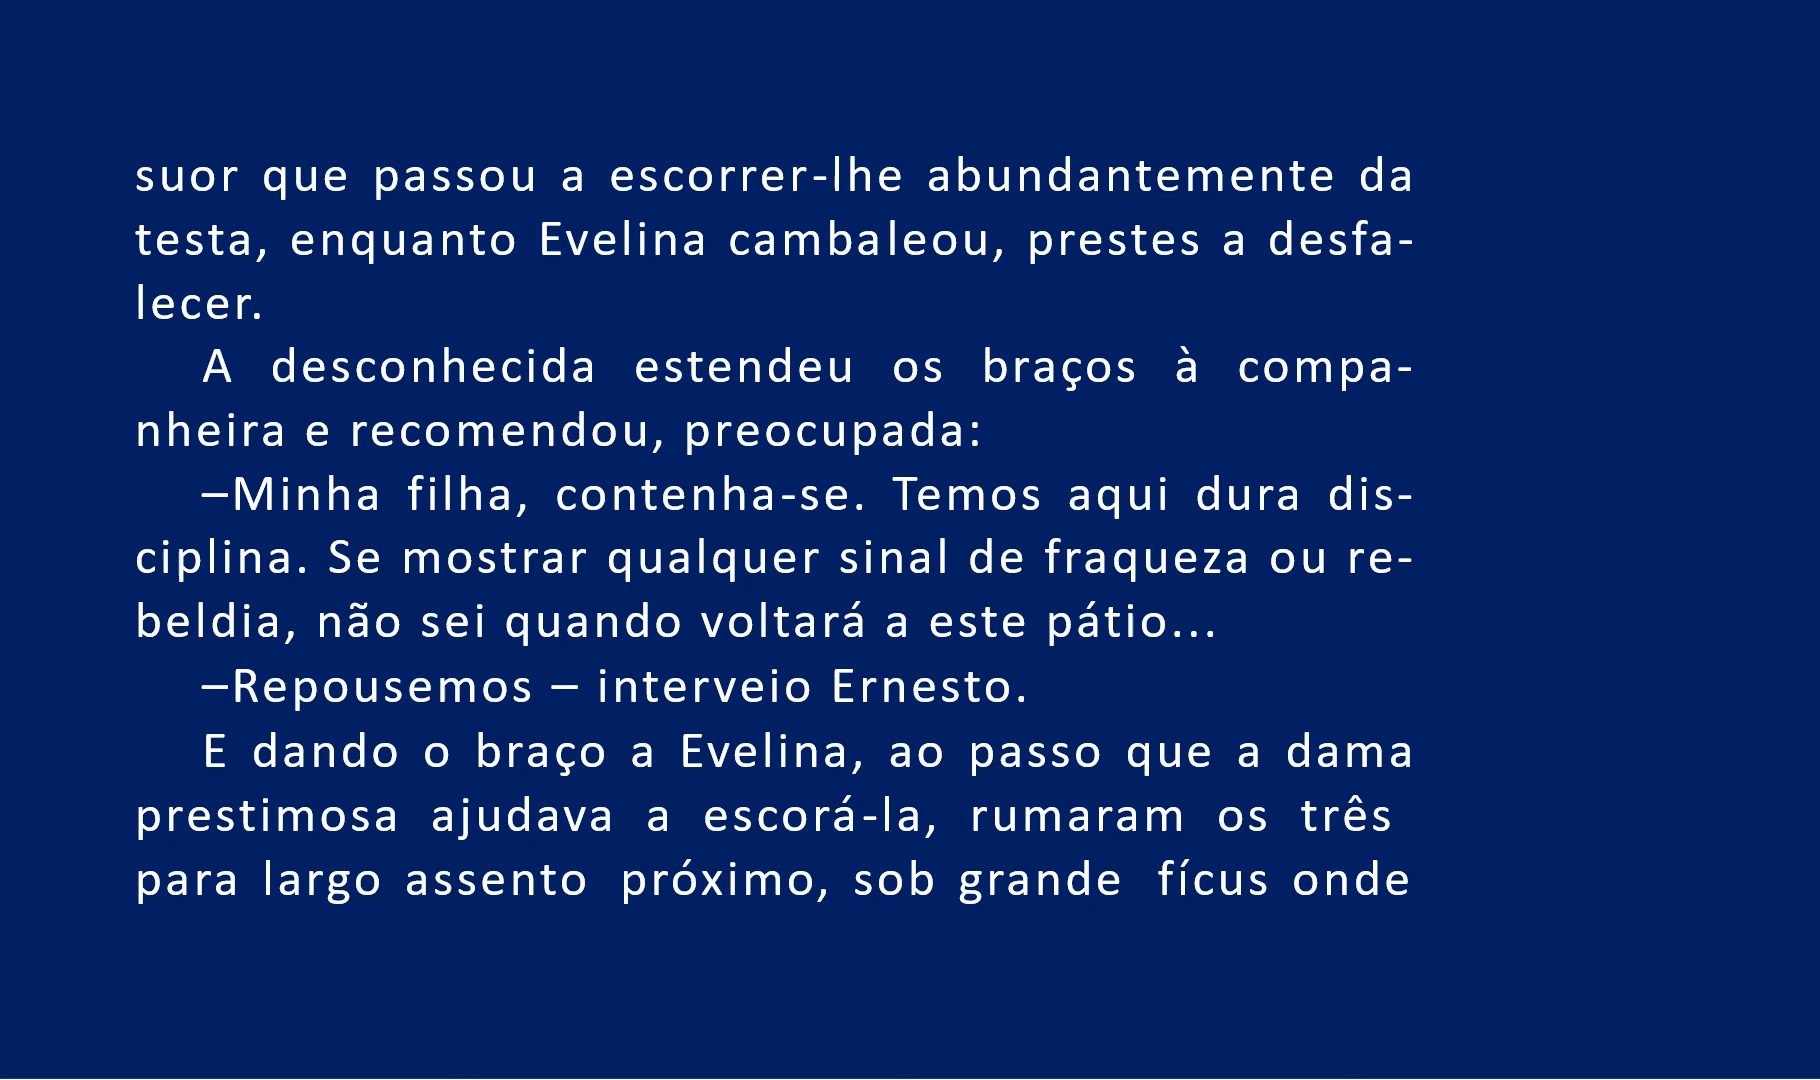 suor que passou a escorrer-lhe abundantemente da
testa, enquanto Evelina cambaleou, prestes a desfa-
lecer.
A desconhecida estendeu os braços à compa-
nheira e recomendou, preocupada:
–Minha filha, contenha-se. Temos aqui dura dis-
ciplina. Se mostrar qualquer sinal de fraqueza ou re-
beldia, não sei quando voltará a este pátio...
–Repousemos – interveio Ernesto.
E dando o braço a Evelina, ao passo que a dama
prestimosa ajudava a escorá-la, rumaram os três
para largo assento próximo, sob grande fícus onde